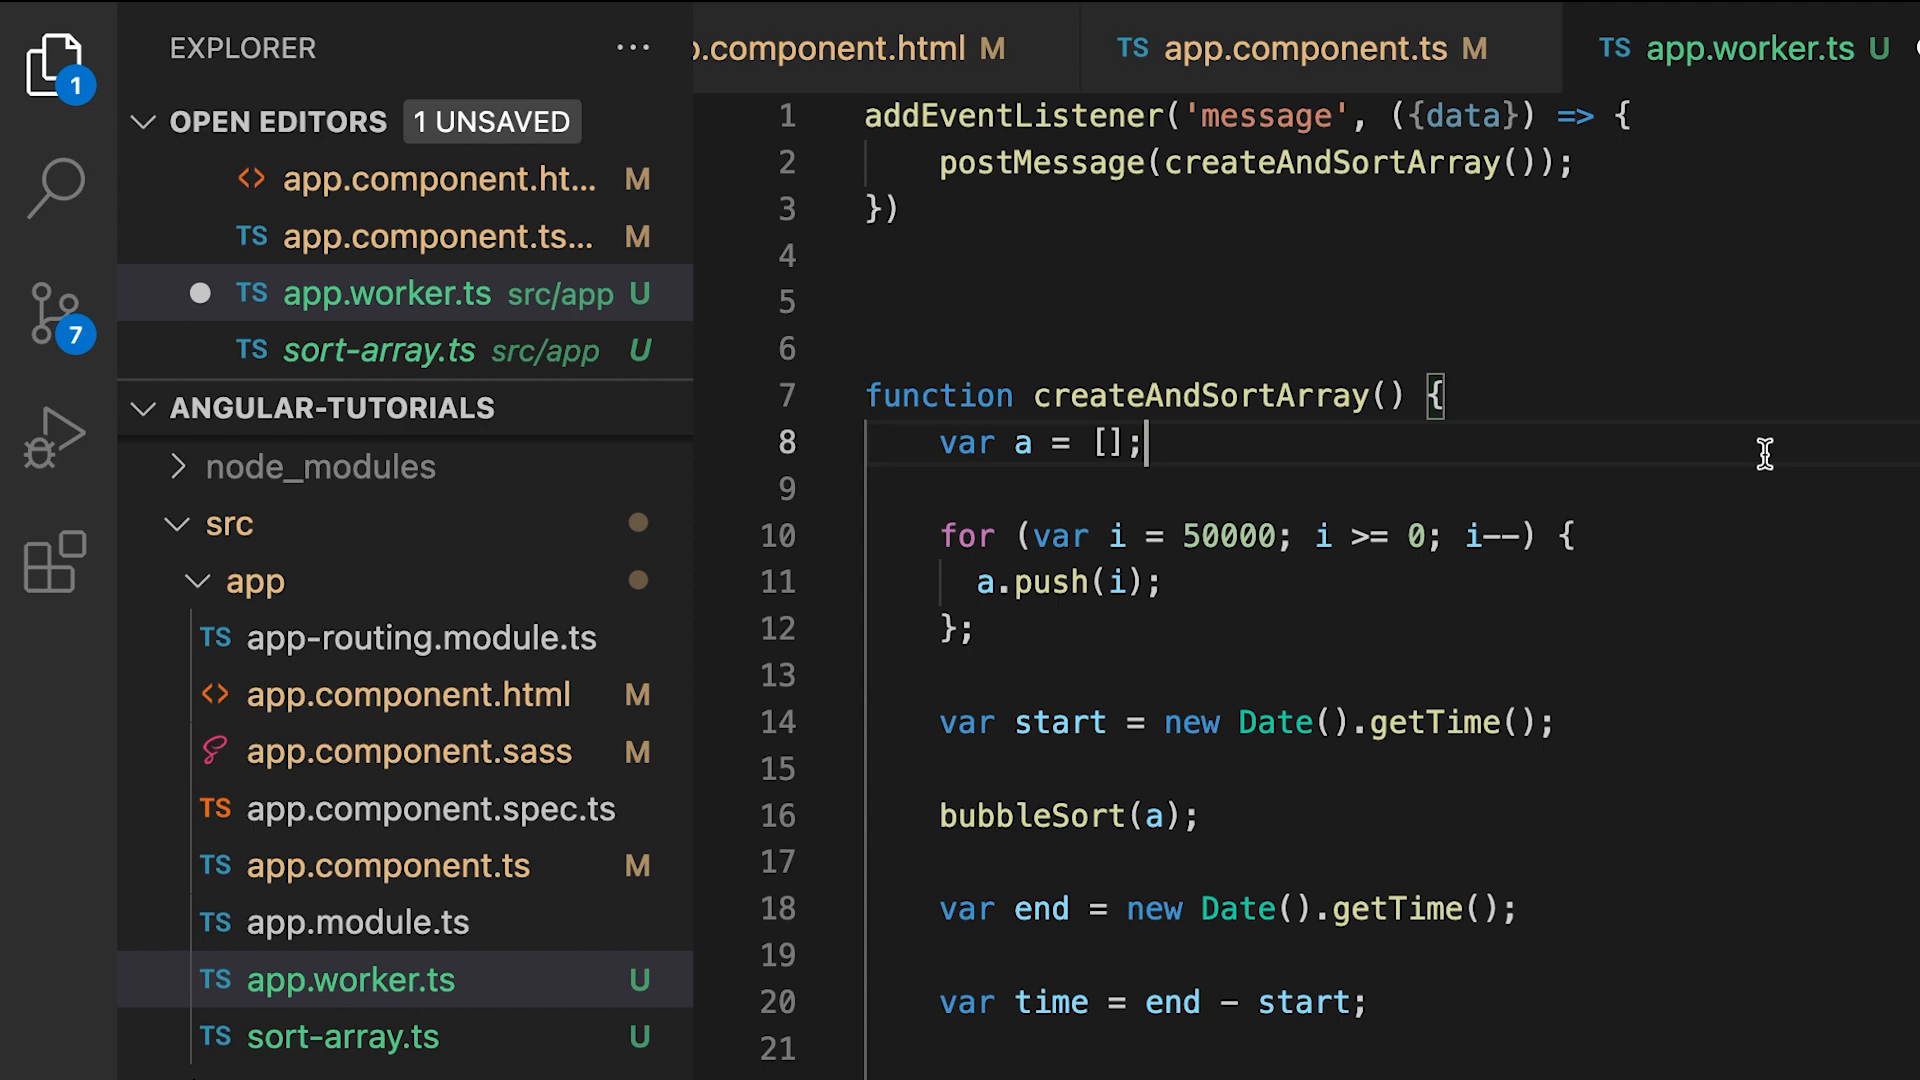 EXPLORER ···
1
OPEN EDITORS 1 UNSAVED
<> app.component.ht... M
TS app.component.ts... M
TS app.worker.ts src/app U
TS sort-array.ts src/app U
7
ANGULAR-TUTORIALS
node_modules
src
app
TS app-routing.module.ts
<> app.component.html M
app.component.sass M
TS app.component.spec.ts
TS app.component.ts M
TS app.module.ts
TS app.worker.ts U
TS sort-array.ts U
.component.html M TS app.component.ts M TS app.worker.ts U
1 addEventListener('message', ({data}) => {
2 postMessage(createAndSortArray());
3 })
4
5
6
7 function createAndSortArray() {
8 var a = [];
9
10 for (var i = 50000; i >= 0; i--) {
11 a.push(i);
12 };
13
14 var start = new Date().getTime();
15
16 bubbleSort(a);
17
18 var end = new Date().getTime();
19
20 var time = end - start;
21